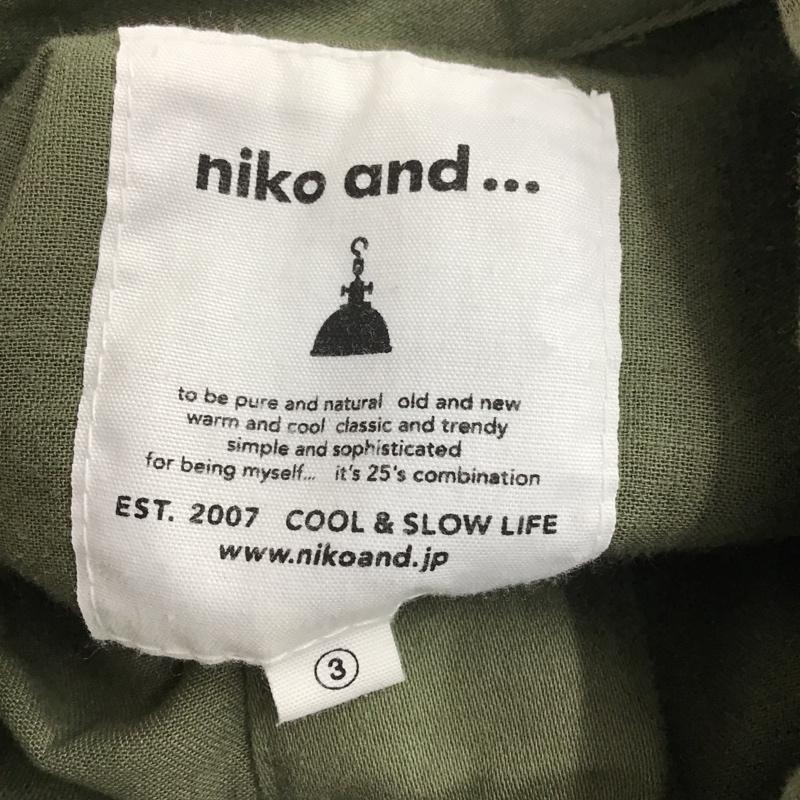 niko and...
to be pure and natural old and new
warm and cool classic and trendy
simple and sophisticated
for being myself... it's 25's combination
EST. 2007 COOL & SLOW LIFE
www.nikoand.jp
③